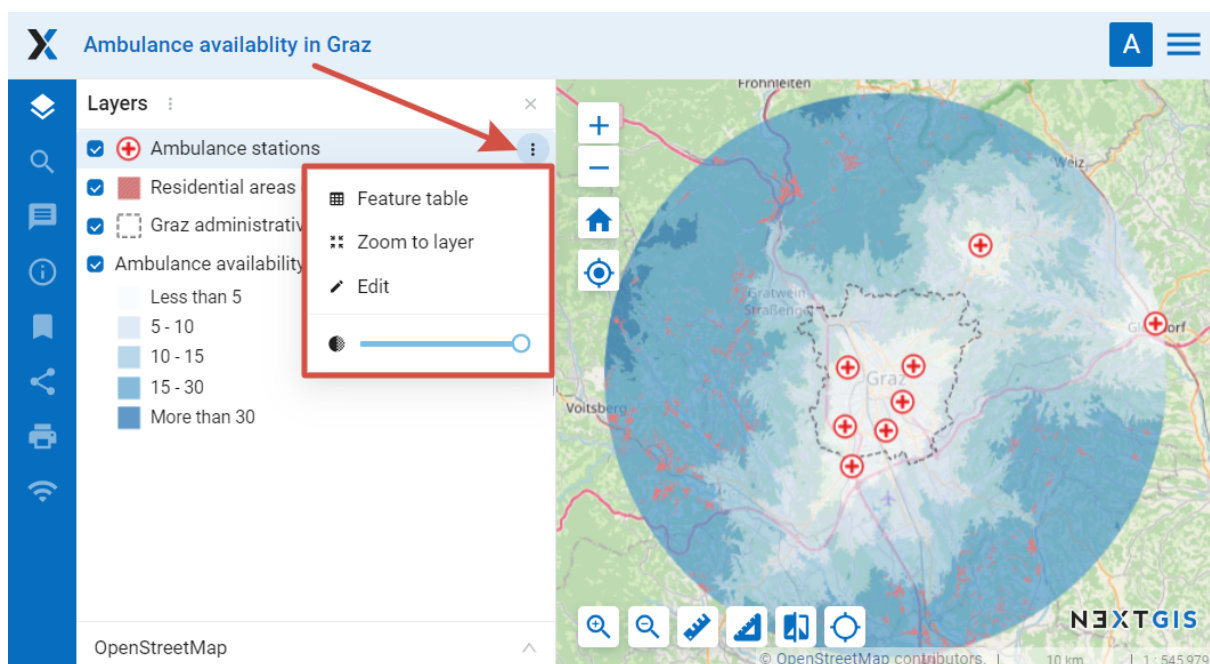 Ambulance availablity in Graz
A
Layers
Ambulance stations
Residential areas
Graz administrativ
Ambulance availability
Less than 5
5 - 10
10 - 15
15 - 30
More than 30
OpenStreetMap
Feature table
Zoom to layer
Edit
Frohnleiten
Weiz
Gratwein
Straßeng
Graz
Voitsberg
NEXTGIS
© OpenStreetMap contributors.
10 km
1 : 545 979